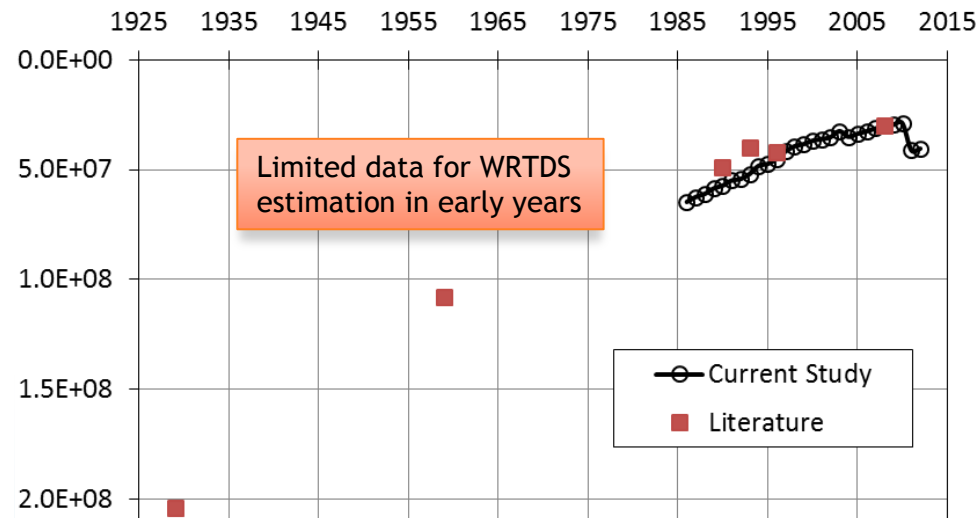 1925 1935 1945 1955 1965 1975 1985 1995 2005 2015
0.0E+00
5.0E+07
Limited data for WRTDS
estimation in early years
1.0E+08
1.5E+08
Current Study
Literature
2.0E+08